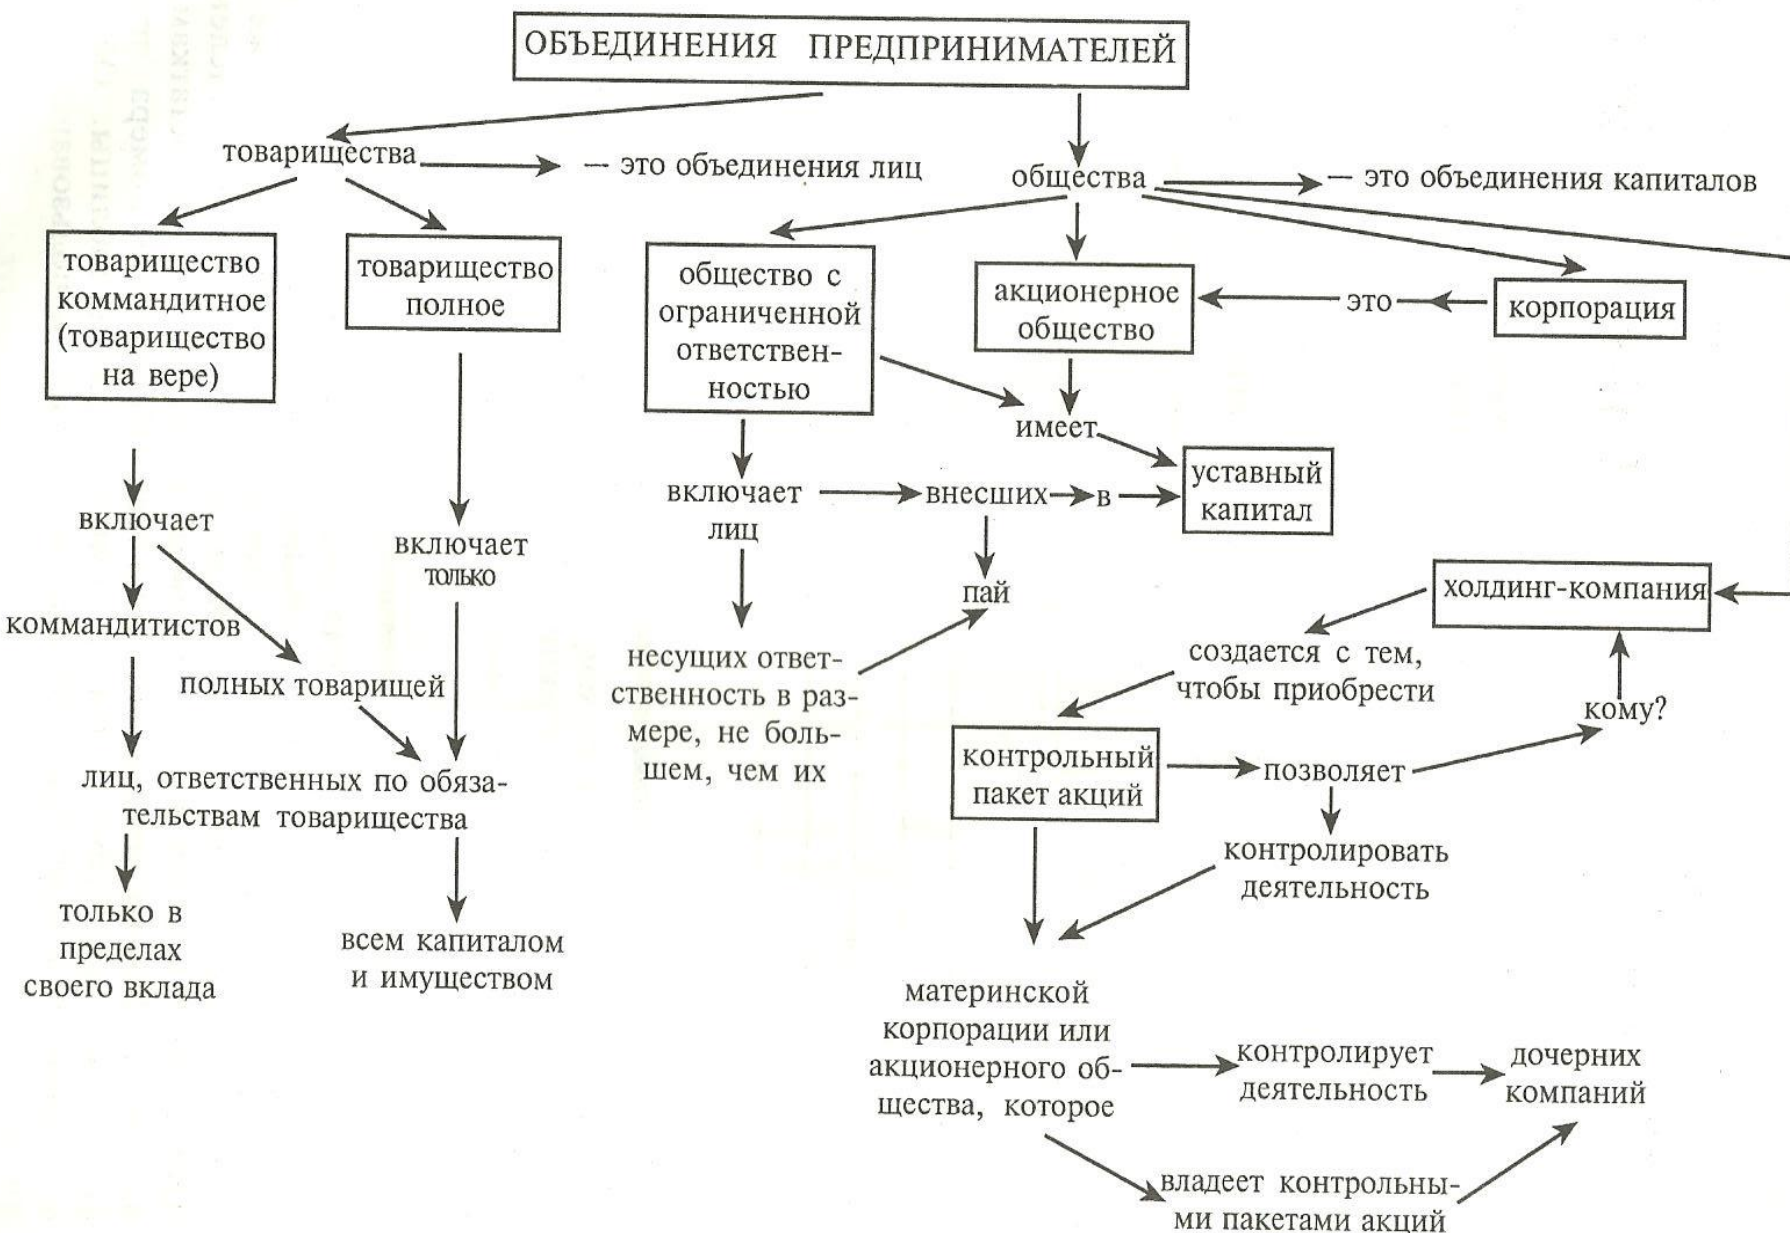 ОБЪЕДИНЕНИЯ ПРЕДПРИНИМАТЕЛЕЙ
товарищества
— это объединения лиц
общества
— это объединения капиталов
товарищество
коммандитное
(товарищество
на вере)
товарищество
полное
общество с
ограниченной
ответствен-
ностью
акционерное
общество
это
корпорация
имеет
уставный
капитал
включает
лиц
внесших
в
пай
несущих ответ-
ственность в раз-
мере, не боль-
шем, чем их
включает
коммандитистов
полных товарищей
включает
только
лиц, ответственных по обяза-
тельствам товарищества
только в
пределах
своего вклада
всем капиталом
и имуществом
холдинг-компания
создается с тем,
чтобы приобрести
кому?
контрольный
пакет акций
позволяет
контролировать
деятельность
материнской
корпорации или
акционерного об-
щества, которое
контролирует
деятельность
дочерних
компаний
владеет контрольны-
ми пакетами акций